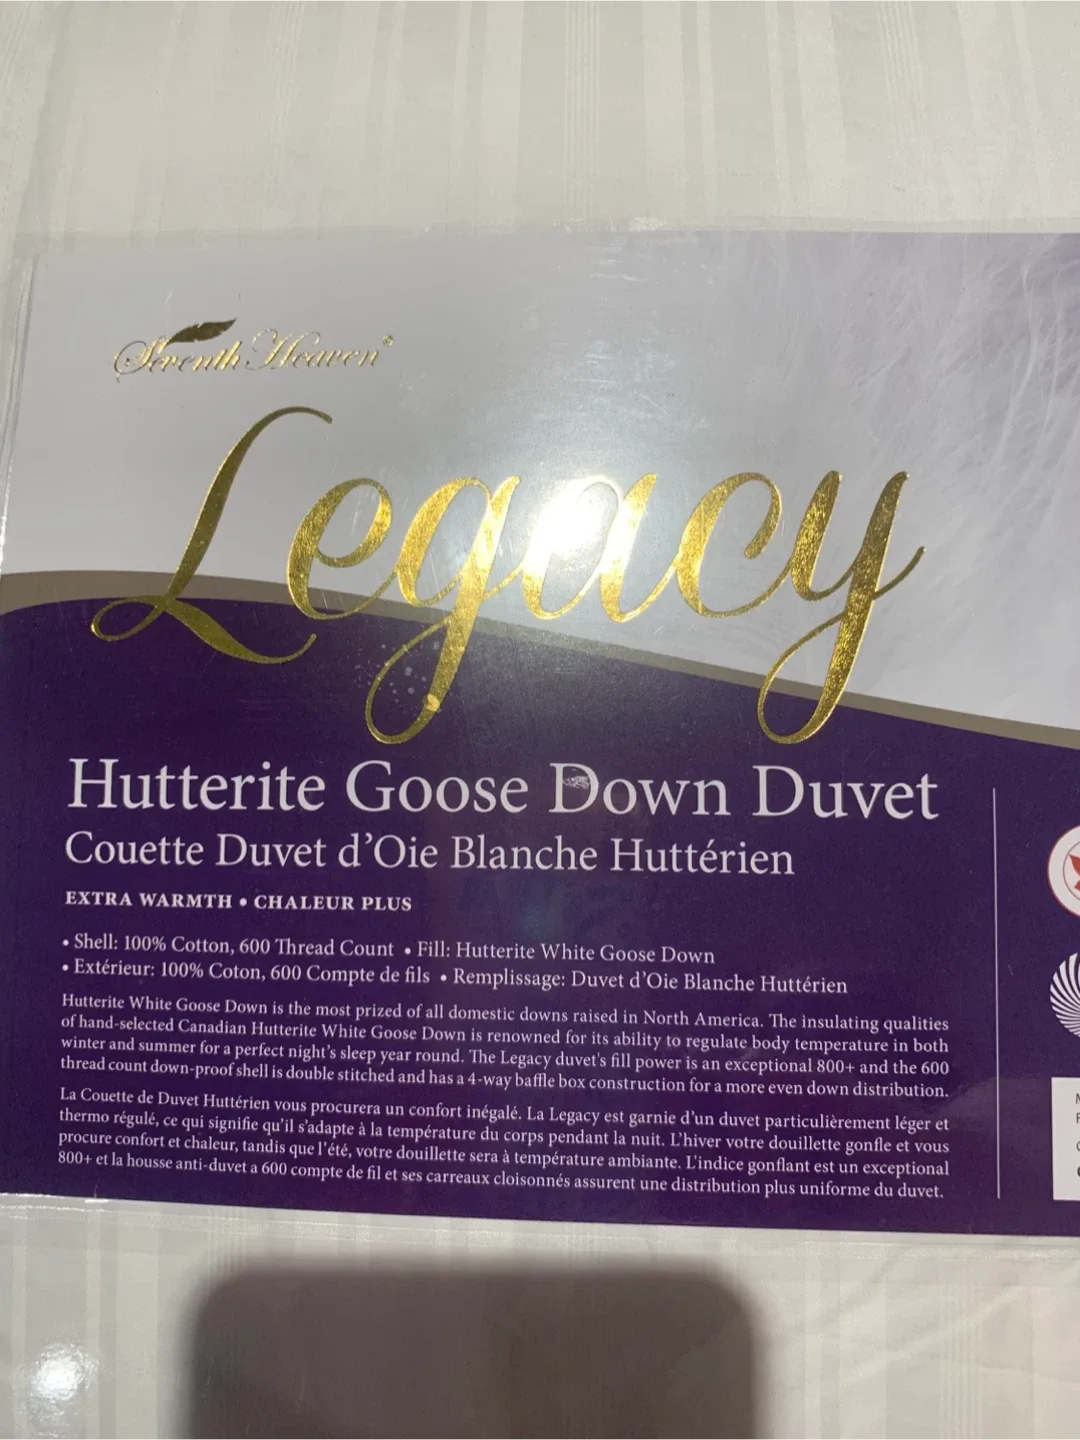 Seventh Heaven®
Legacy
Hutterite Goose Down Duvet
Couette Duvet d'Oie Blanche Huttérien
EXTRA WARMTH • CHALEUR PLUS
• Shell: 100% Cotton, 600 Thread Count • Fill: Hutterite White Goose Down
• Extérieur: 100% Coton, 600 Compte de fils • Remplissage: Duvet d'Oie Blanche Huttérien
Hutterite White Goose Down is the most prized of all domestic downs raised in North America. The insulating qualities
of hand-selected Canadian Hutterite White Goose Down is renowned for its ability to regulate body temperature in both
winter and summer for a perfect night's sleep year round. The Legacy duvet's fill power is an exceptional 800+ and the 600
thread count down-proof shell is double stitched and has a 4-way baffle box construction for a more even down distribution.
La Couette de Duvet Huttérien vous procurera un confort inégalé. La Legacy est garnie d'un duvet particulièrement léger et
thermo régulé, ce qui signifie qu'il s'adapte à la température du corps pendant la nuit. L'hiver votre douillette gonfle et vous
procure confort et chaleur, tandis que l'été, votre douillette sera à température ambiante. L'indice gonflant est un exceptional
800+ et la housse anti-duvet a 600 compte de fil et ses carreaux cloisonnés assurent une distribution plus uniforme du duvet.